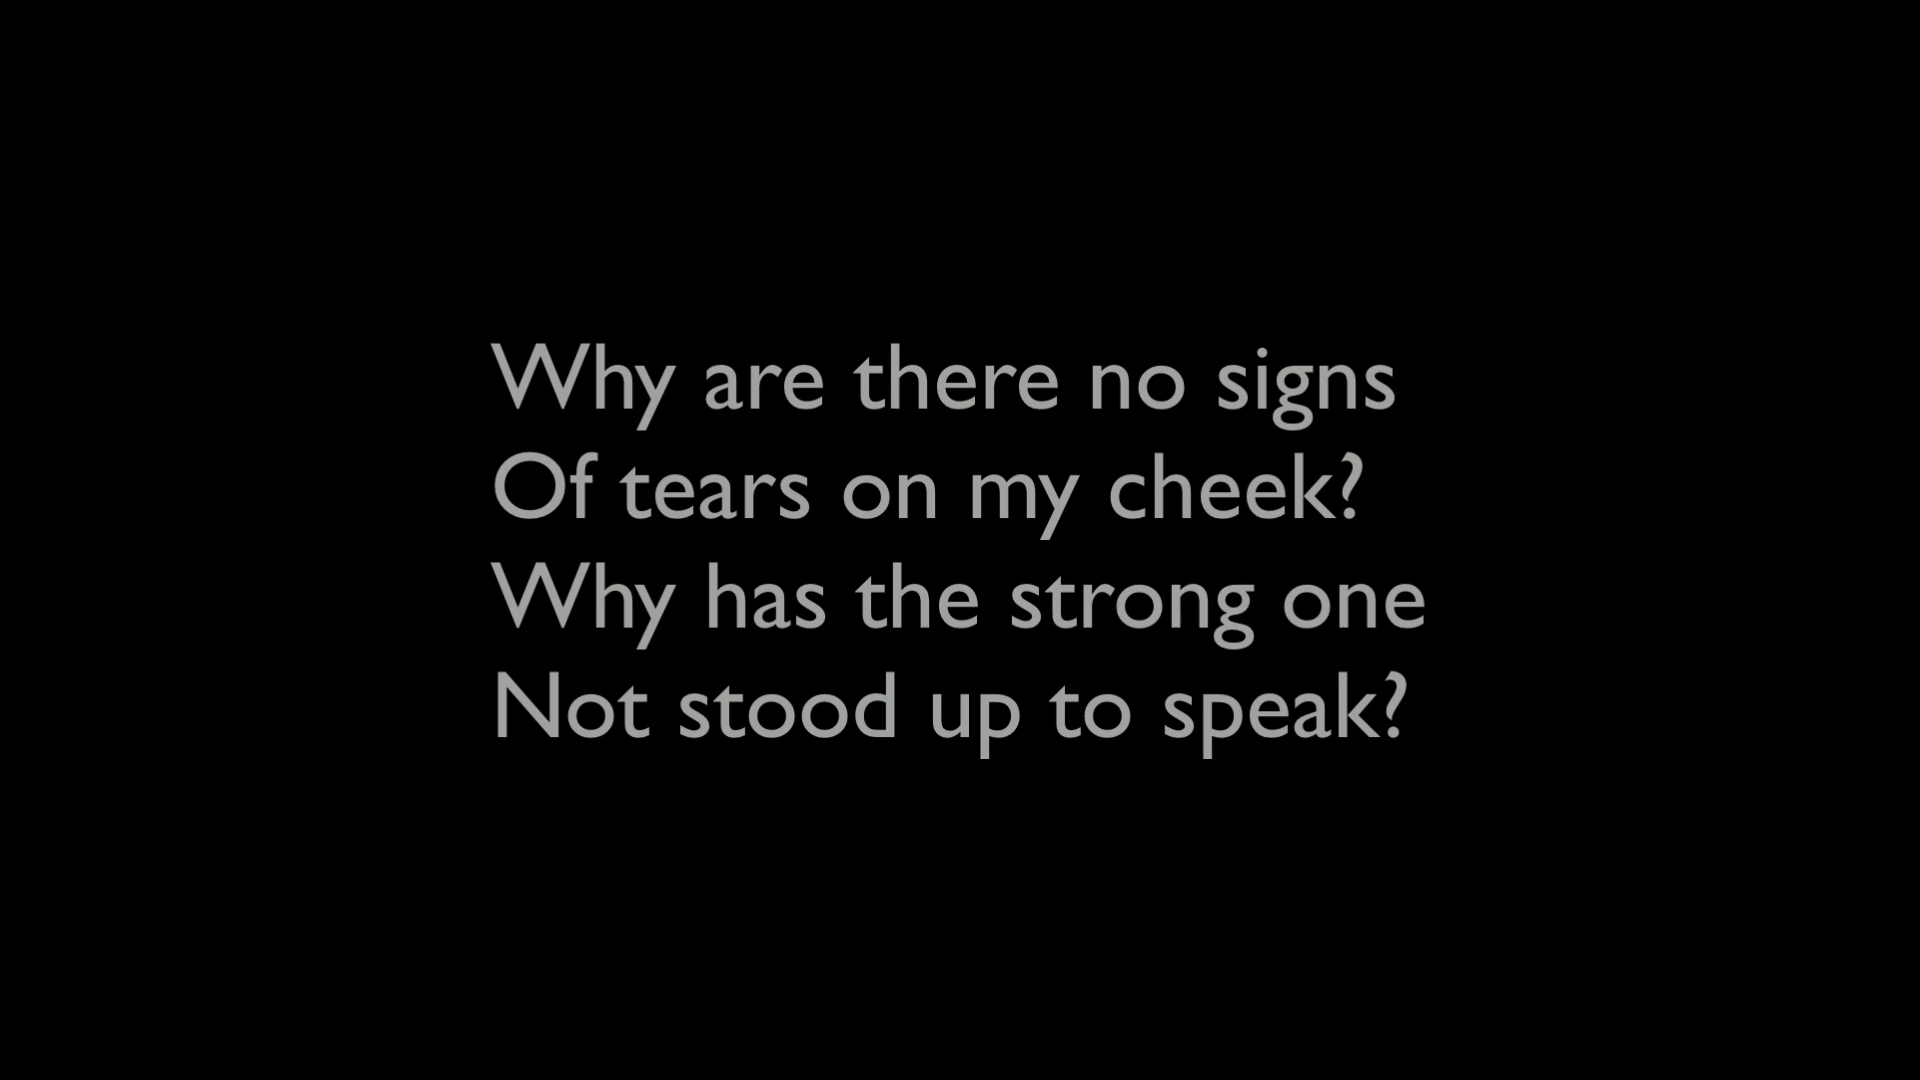 Why are there no signs
Of tears on my cheek?
Why has the strong one
Not stood up to speak?